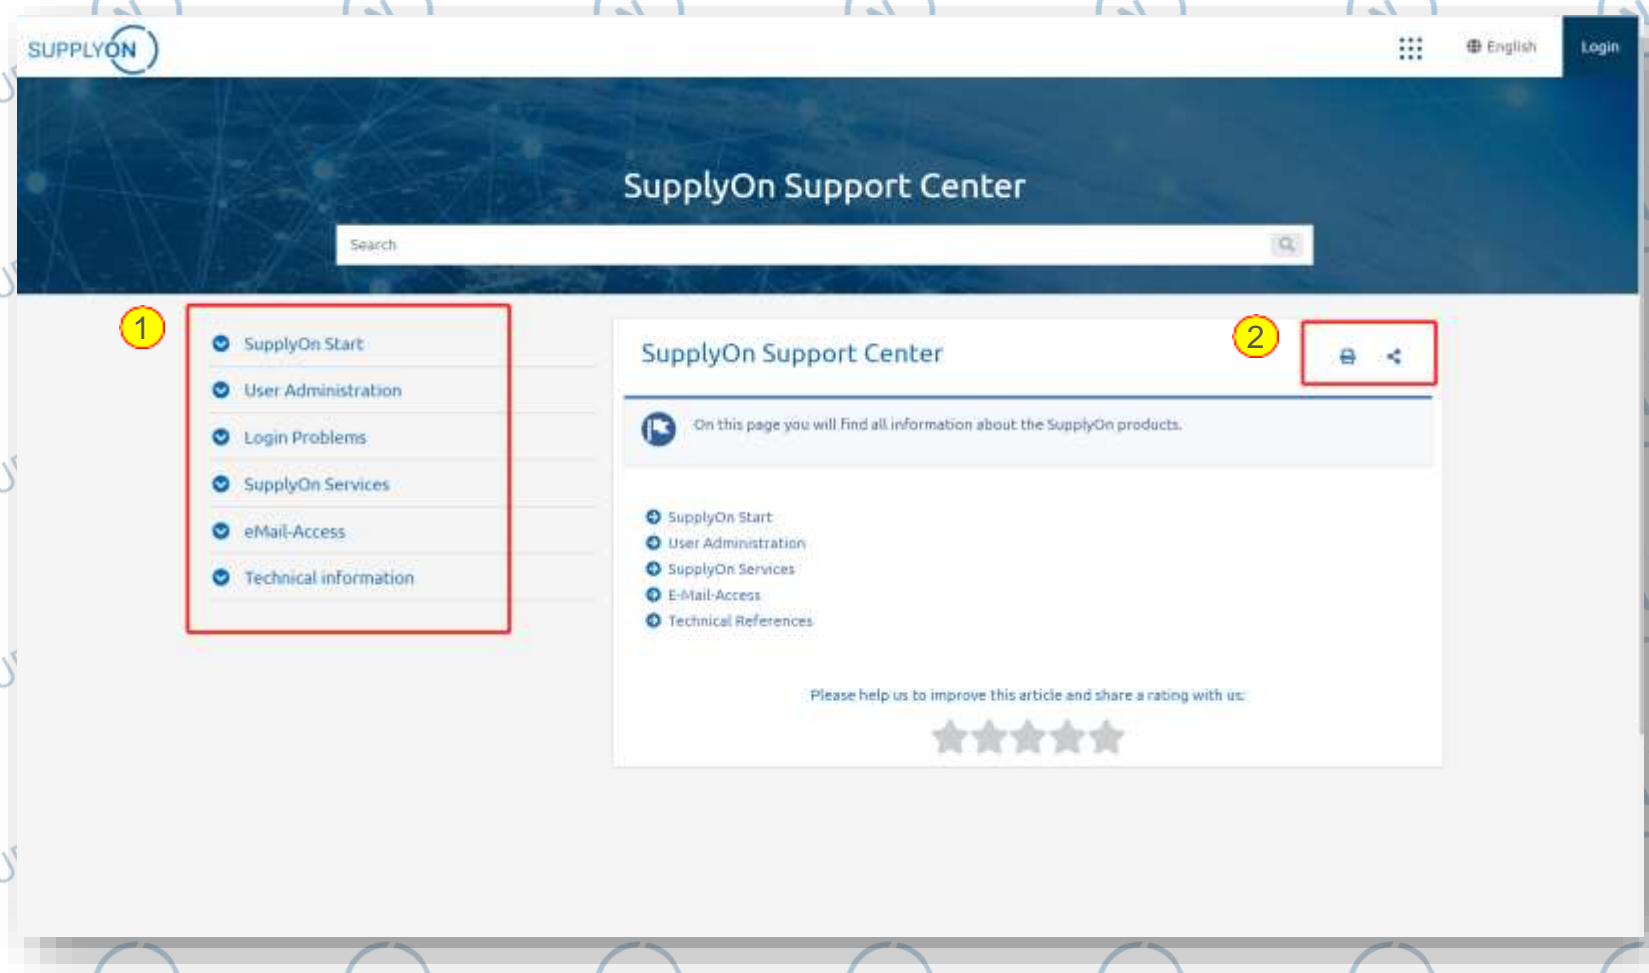 SUPPLYON
English
Login
SupplyOn Support Center
Search
1
SupplyOn Start
User Administration
Login Problems
SupplyOn Services
eMail-Access
Technical information
SupplyOn Support Center
2
On this page you will find all information about the SupplyOn products.
SupplyOn Start
User Administration
SupplyOn Services
E-Mail-Access
Technical References
Please help us to improve this article and share a rating with us: